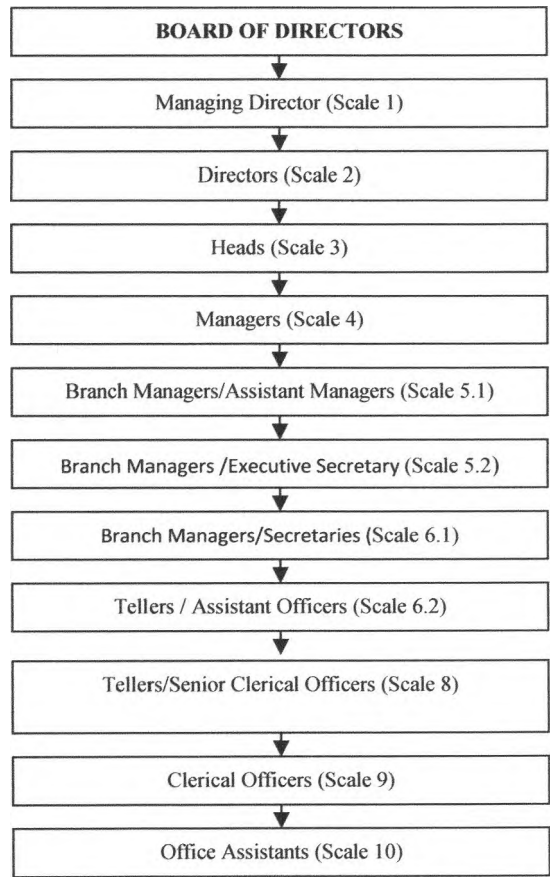 BOARD OF DIRECTORS
Managing Director (Scale 1)
Directors (Scale 2)
Heads (Scale 3)
Managers (Scale 4)
Branch Managers/Assistant Managers (Scale 5.1)
Branch Managers /Executive Secretary (Scale 5.2)
Branch Managers/Secretaries (Scale 6.1)
Tellers / Assistant Officers (Scale 6.2)
Tellers/Senior Clerical Officers (Scale 8)
Clerical Officers (Scale 9)
Office Assistants (Scale 10)